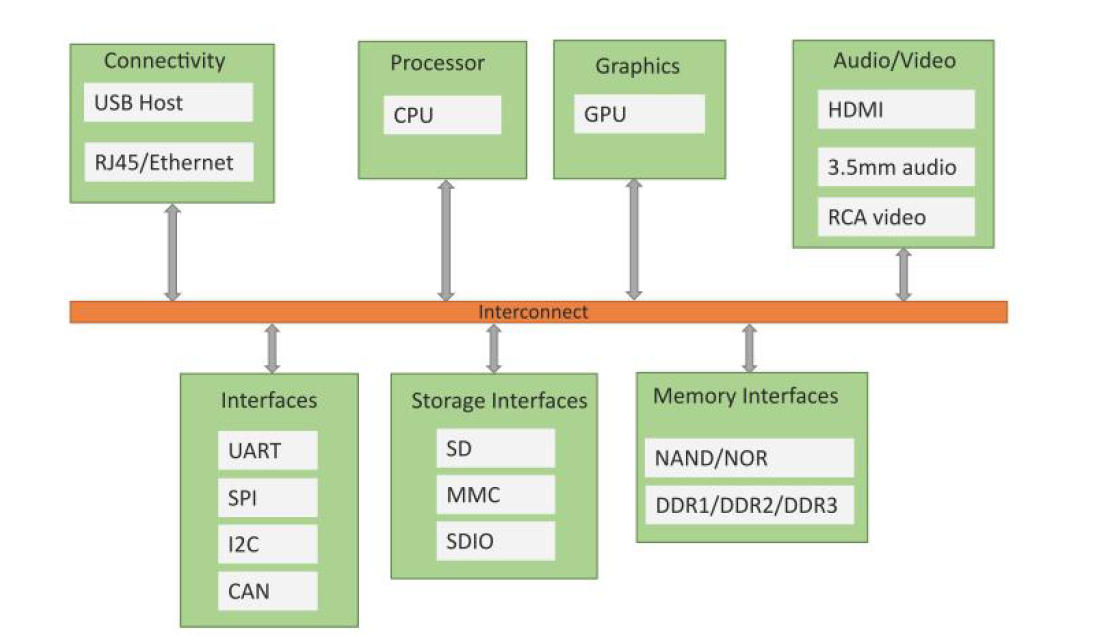 Connectivity
USB Host
RJ45/Ethernet
Processor
CPU
Graphics
GPU
Audio/Video
HDMI
3.5mm audio
RCA video
Interconnect
Interfaces
UART
SPI
I2C
CAN
Storage Interfaces
SD
MMC
SDIO
Memory Interfaces
NAND/NOR
DDR1/DDR2/DDR3